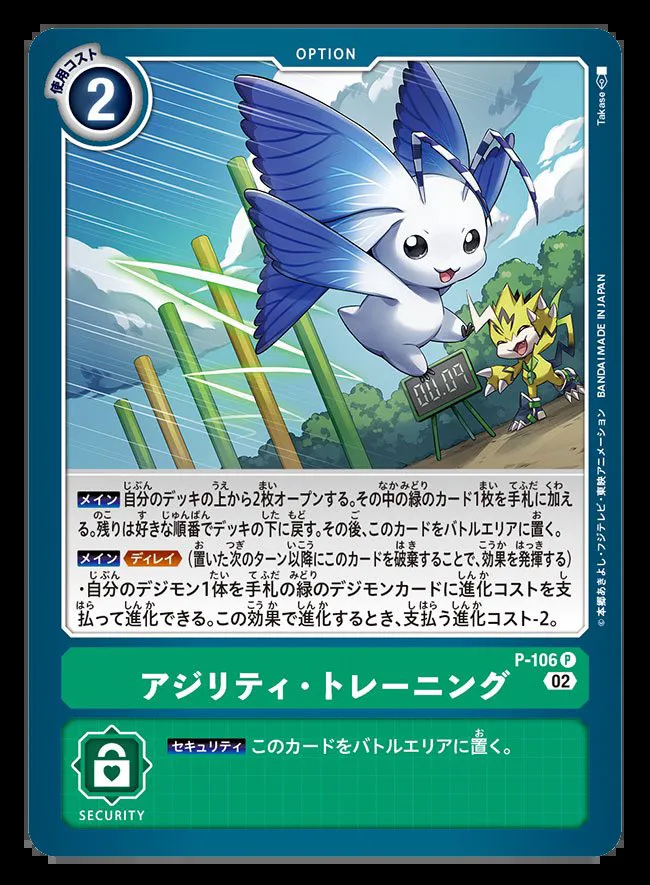 OPTION
使用コスト
2
00.09
Takase
メイン 自分のデッキの上から2枚オープンする。その中の緑のカード1枚を手札に加え
る。残りは好きな順番でデッキの下に戻す。その後、このカードをバトルエリアに置く。
メイン ディレイ (置いた次のターン以降にこのカードを破棄することで、効果を発揮する)
・自分のデジモン1体を手札の緑のデジモンカードに進化コストを支
払って進化できる。この効果で進化するとき、支払う進化コスト-2。
©本郷あきよし・フジテレビ・東映アニメーション BANDAI MADE IN JAPAN
P-106 P
アジリティ・トレーニング
02
セキュリティ このカードをバトルエリアに置く。
SECURITY